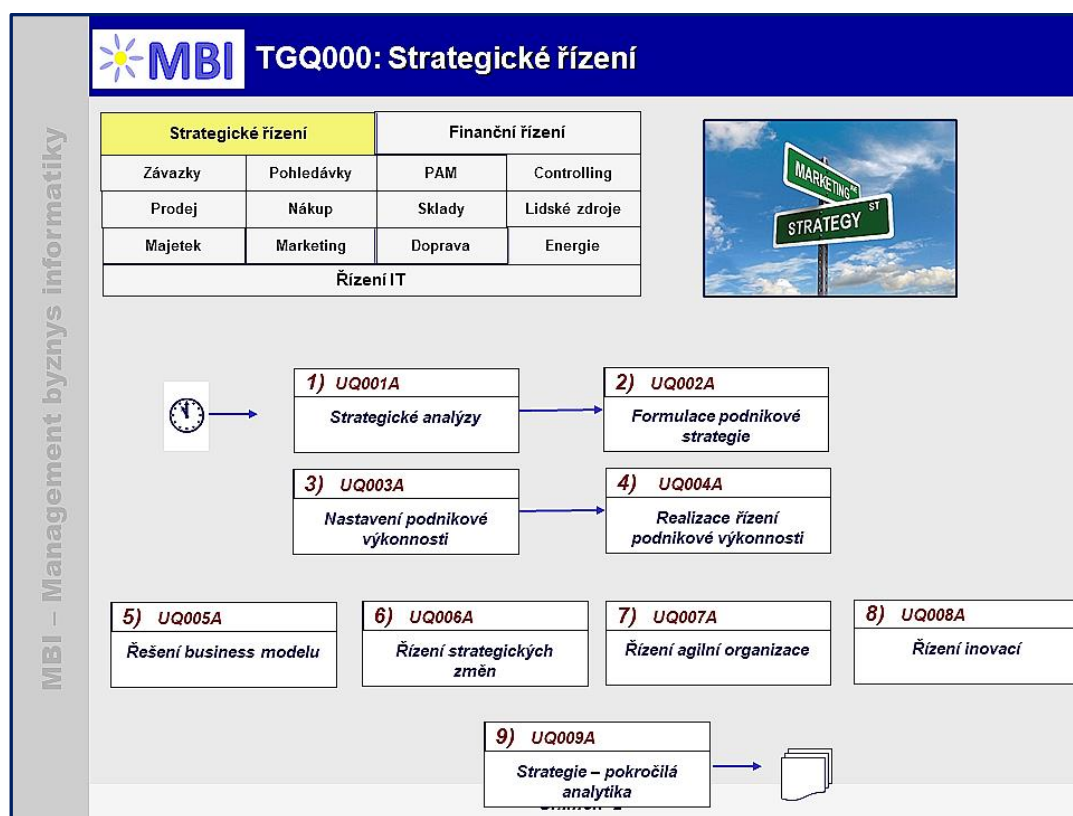 MBI
TGQ000: Strategické řízení
MBI – Management byznys informatiky
Strategické řízení
Finanční řízení
Závazky
Pohledávky
PAM
Controlling
Prodej
Nákup
Sklady
Lidské zdroje
Majetek
Marketing
Doprava
Energie
Řízení IT
MARKETING AVE
STRATEGY ST
1) UQ001A
Strategické analýzy
2) UQ002A
Formulace podnikové
strategie
3) UQ003A
Nastavení podnikové
výkonnosti
4) UQ004A
Realizace řízení
podnikové výkonnosti
5) UQ005A
Řešení business modelu
6) UQ006A
Řízení strategických
změn
7) UQ007A
Řízení agilní organizace
8) UQ008A
Řízení inovací
9) UQ009A
Strategie – pokročilá
analytika